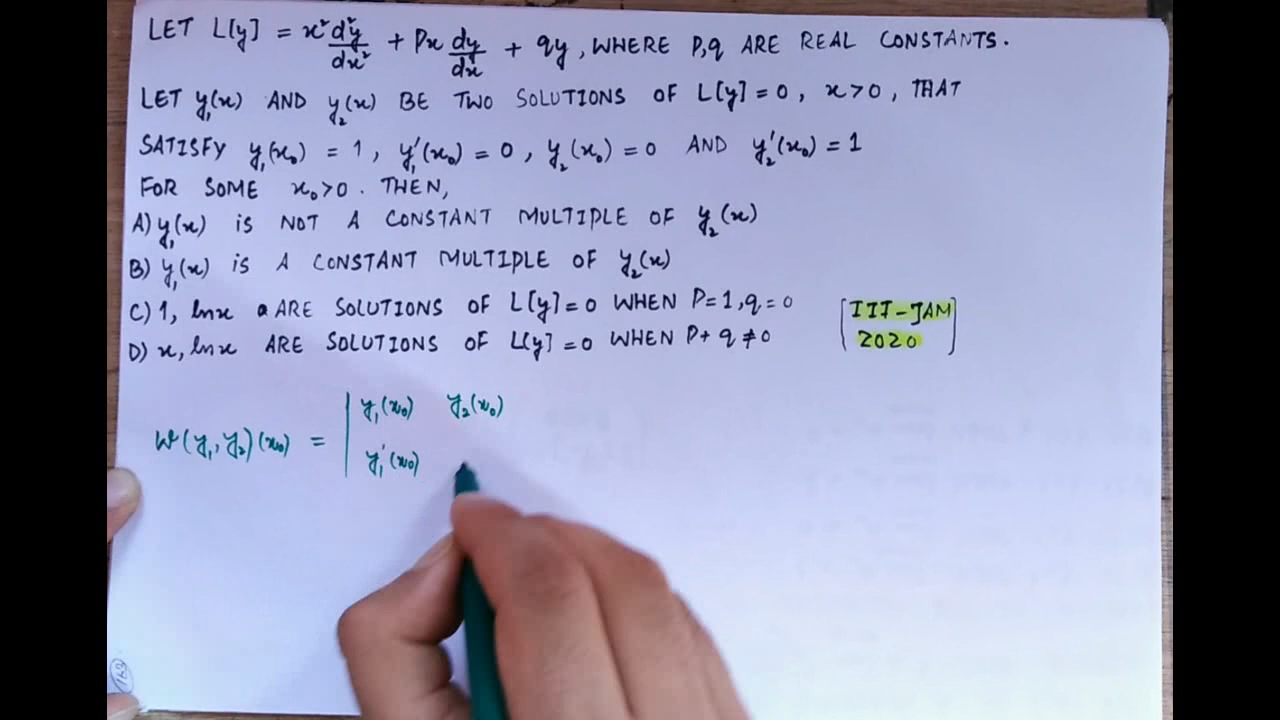 LET L[y] = x² d²y/dx² + Px dy/dx + qy, WHERE P,q ARE REAL CONSTANTS.
LET y₁(x) AND y₂(x) BE TWO SOLUTIONS OF L[y]=0, x>0, THAT
SATISFY y₁(x₀) = 1, y₁'(x₀) = 0, y₂(x₀) = 0 AND y₂'(x₀) = 1
FOR SOME x₀>0. THEN,
A) y₁(x) IS NOT A CONSTANT MULTIPLE OF y₂(x)
B) y₁(x) IS A CONSTANT MULTIPLE OF y₂(x)
C) 1, lnx ARE SOLUTIONS OF L[y]=0 WHEN P=1, q=0
[IIT-JAM
D) x, lnx ARE SOLUTIONS OF L[y]=0 WHEN P+q≠0
2020]
W(y₁,y₂)(x₀) = | y₁(x₀) y₂(x₀)
y₁'(x₀)